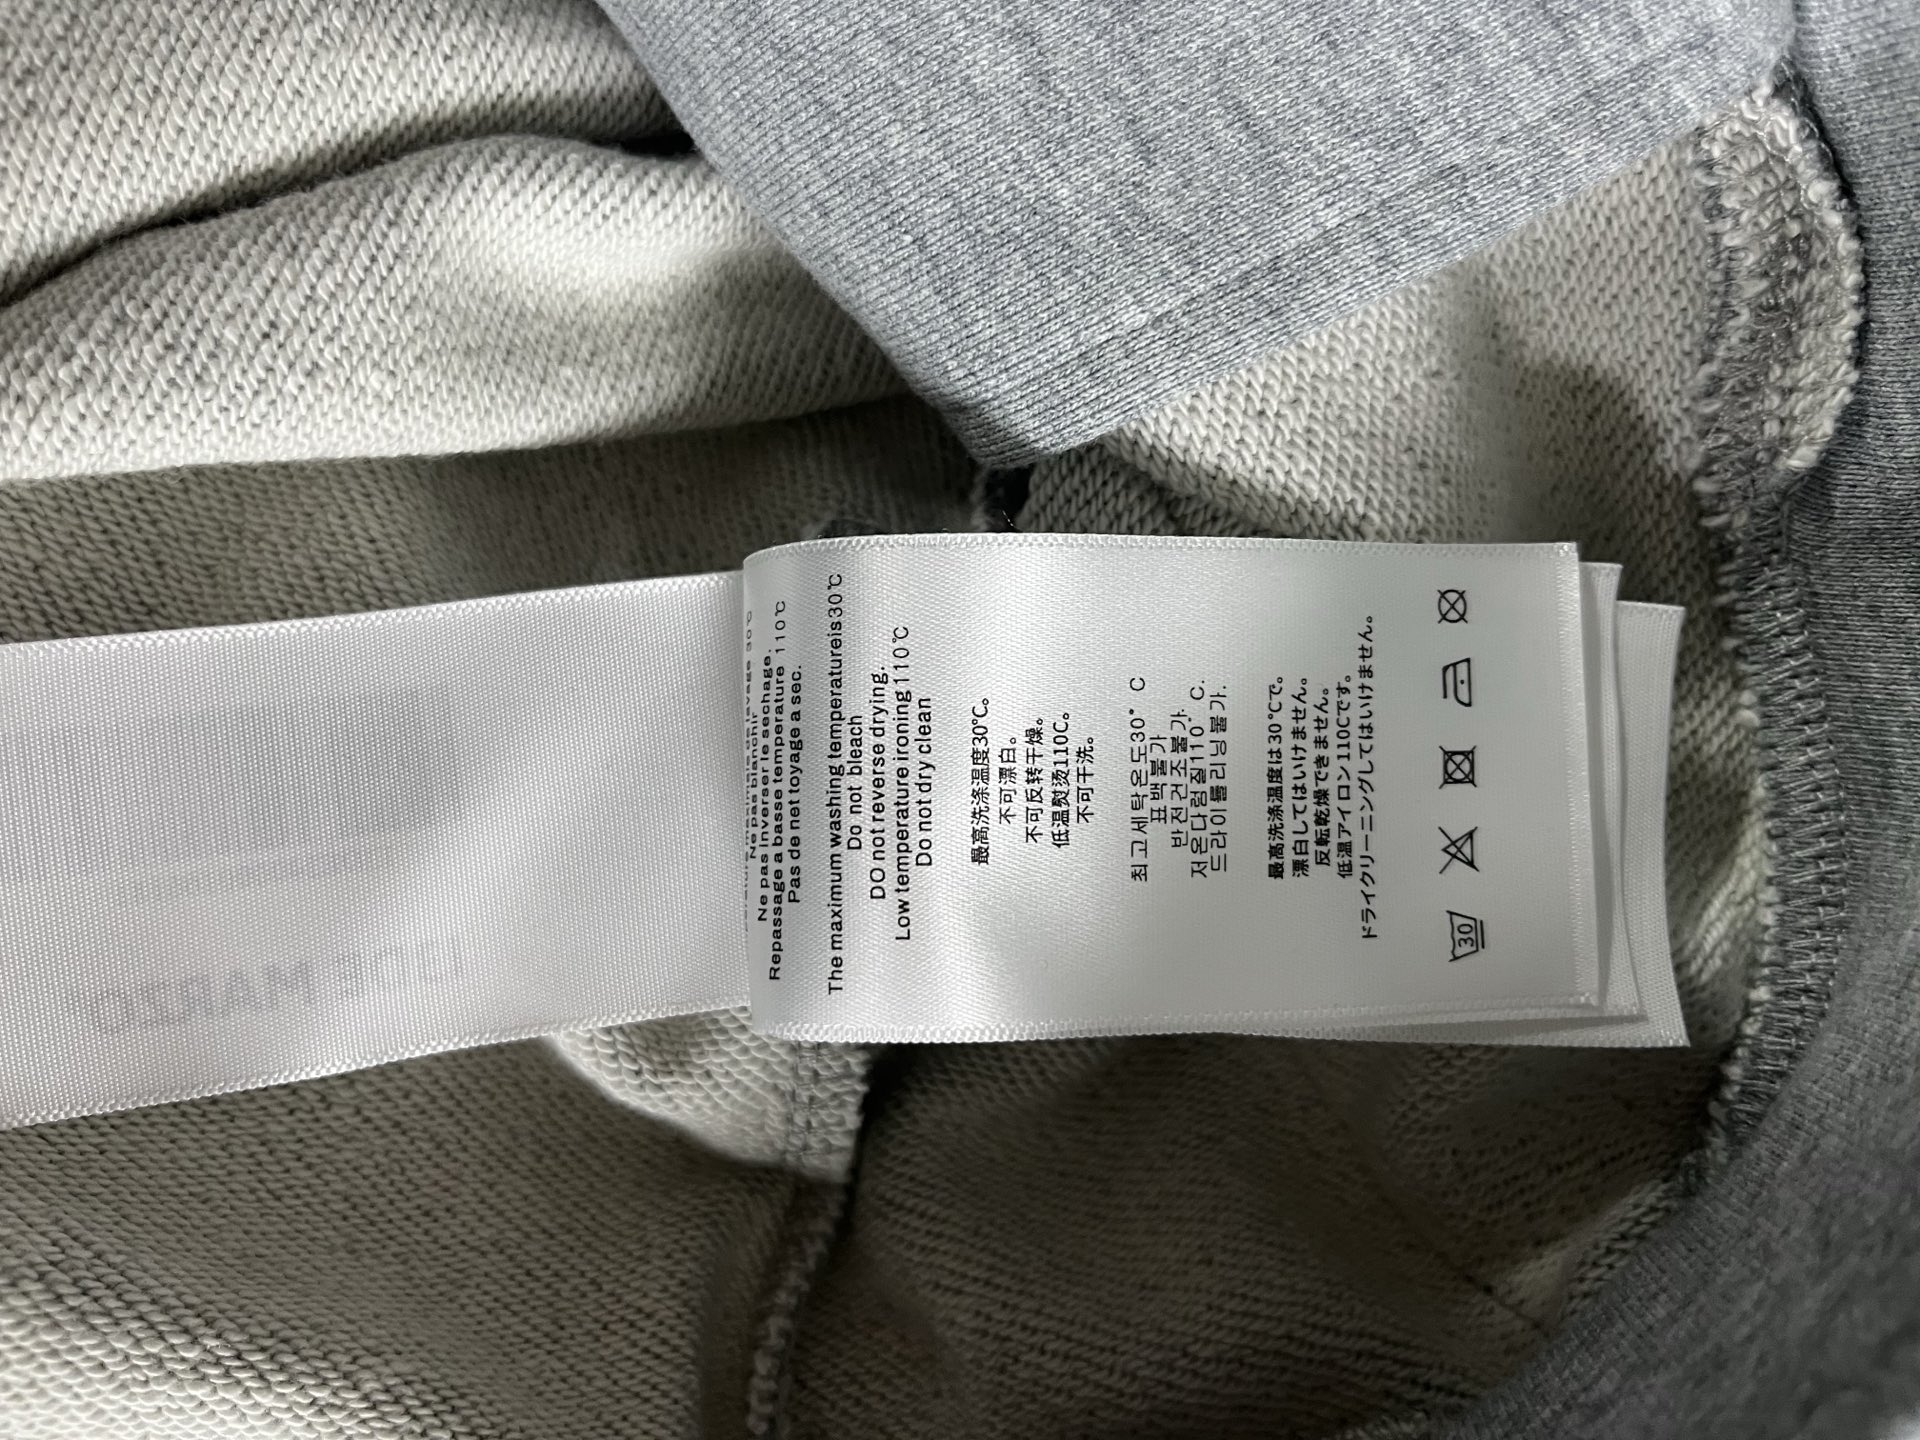 Ne pas blanchir
Ne pas inverser le sechage.
Repassage a basse temperature 110℃
Pas de net toyage a sec.
The maximum washing temperatureis30℃
Do not bleach
DO not reverse drying.
Low temperature ironing110℃
Do not dry clean
最高洗涤温度30℃。
不可漂白。
不可反转干燥。
低温熨烫110C。
不可干洗。
최고세탁온도30° C
표백불가
반전건조불가.
저온다림질110° C.
드라이클리닝불가.
最高洗涤温度は30℃で。
漂白してはいけません。
反転乾燥できません。
低温アイロン110Cです。
ドライクリーニングしてはいけません。
30